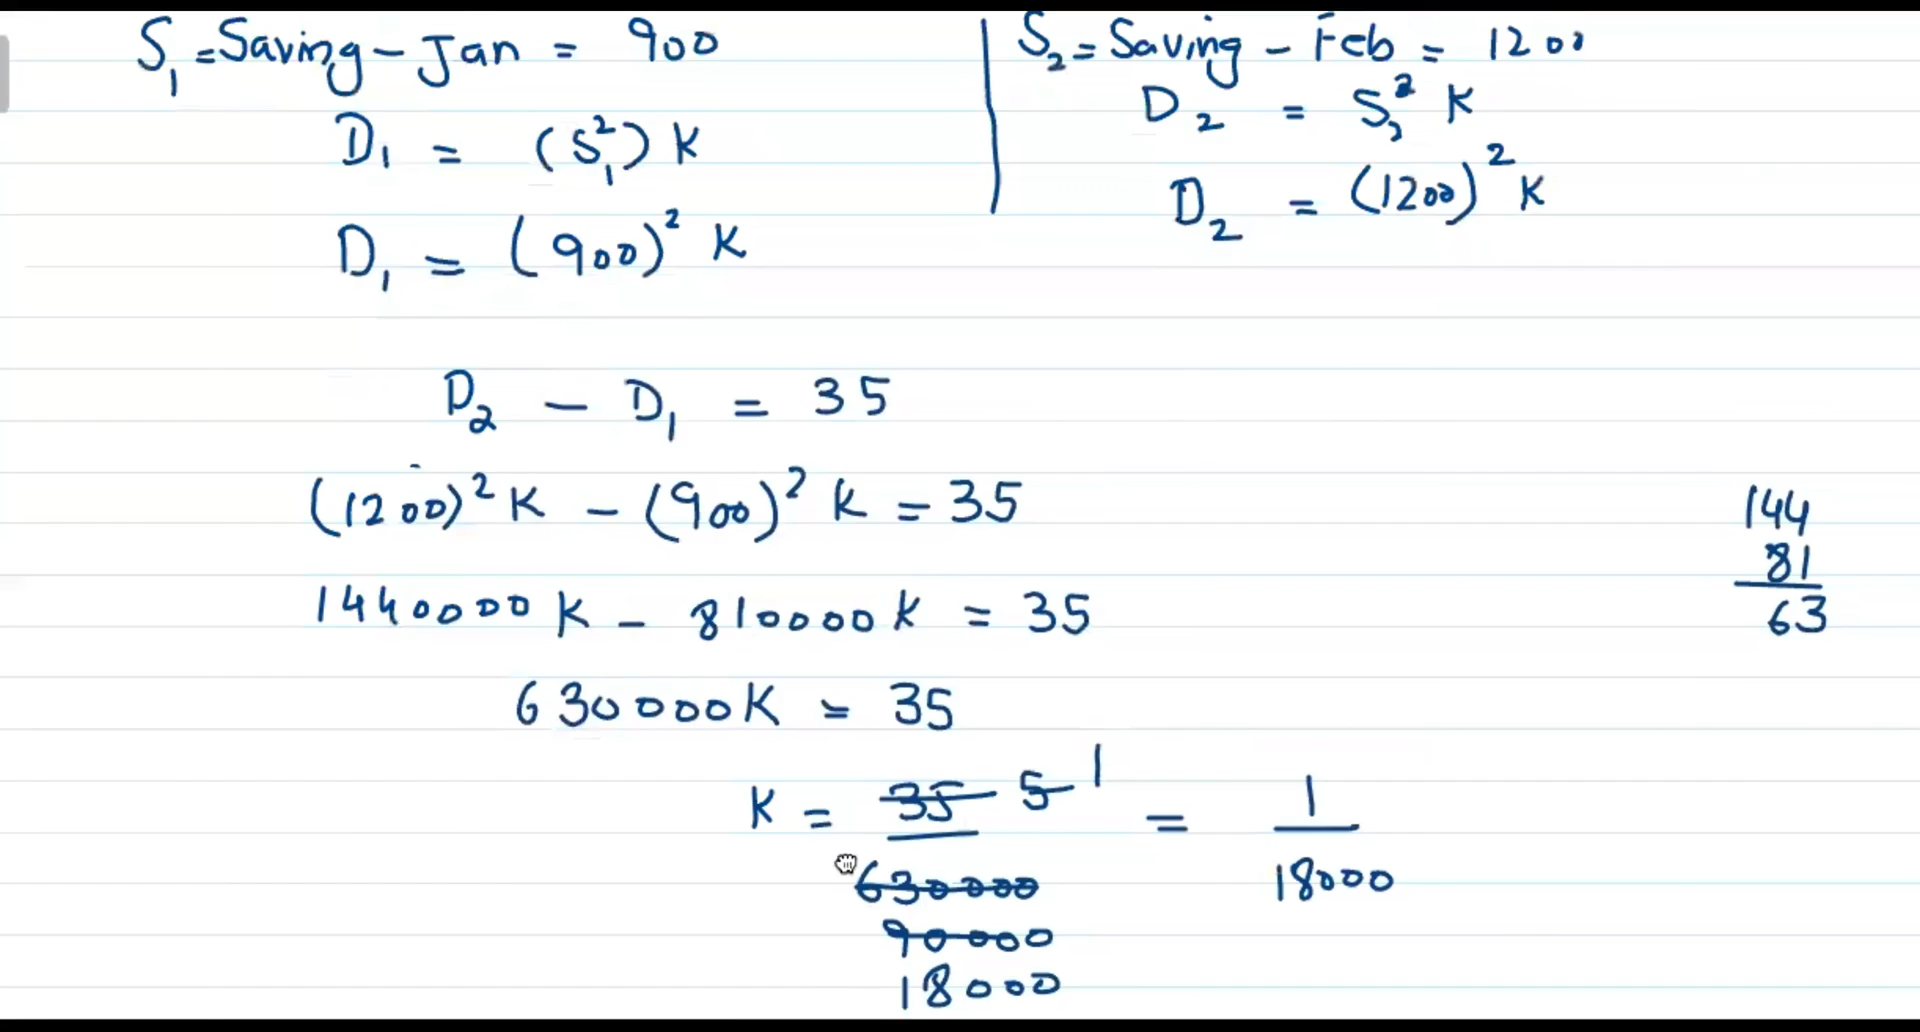 S₁ = Saving - Jan = 900
D₁ = (S₁²) K
D₁ = (900)² K
S₂ = Saving - Feb = 1200
D₂ = S₂² K
D₂ = (1200)² K
D₂ - D₁ = 35
(1200)² K - (900)² K = 35
1440000 K - 810000 K = 35
630000 K = 35
K = 35 5 1 = 1
630000 18000
90000
18000
144
81
63